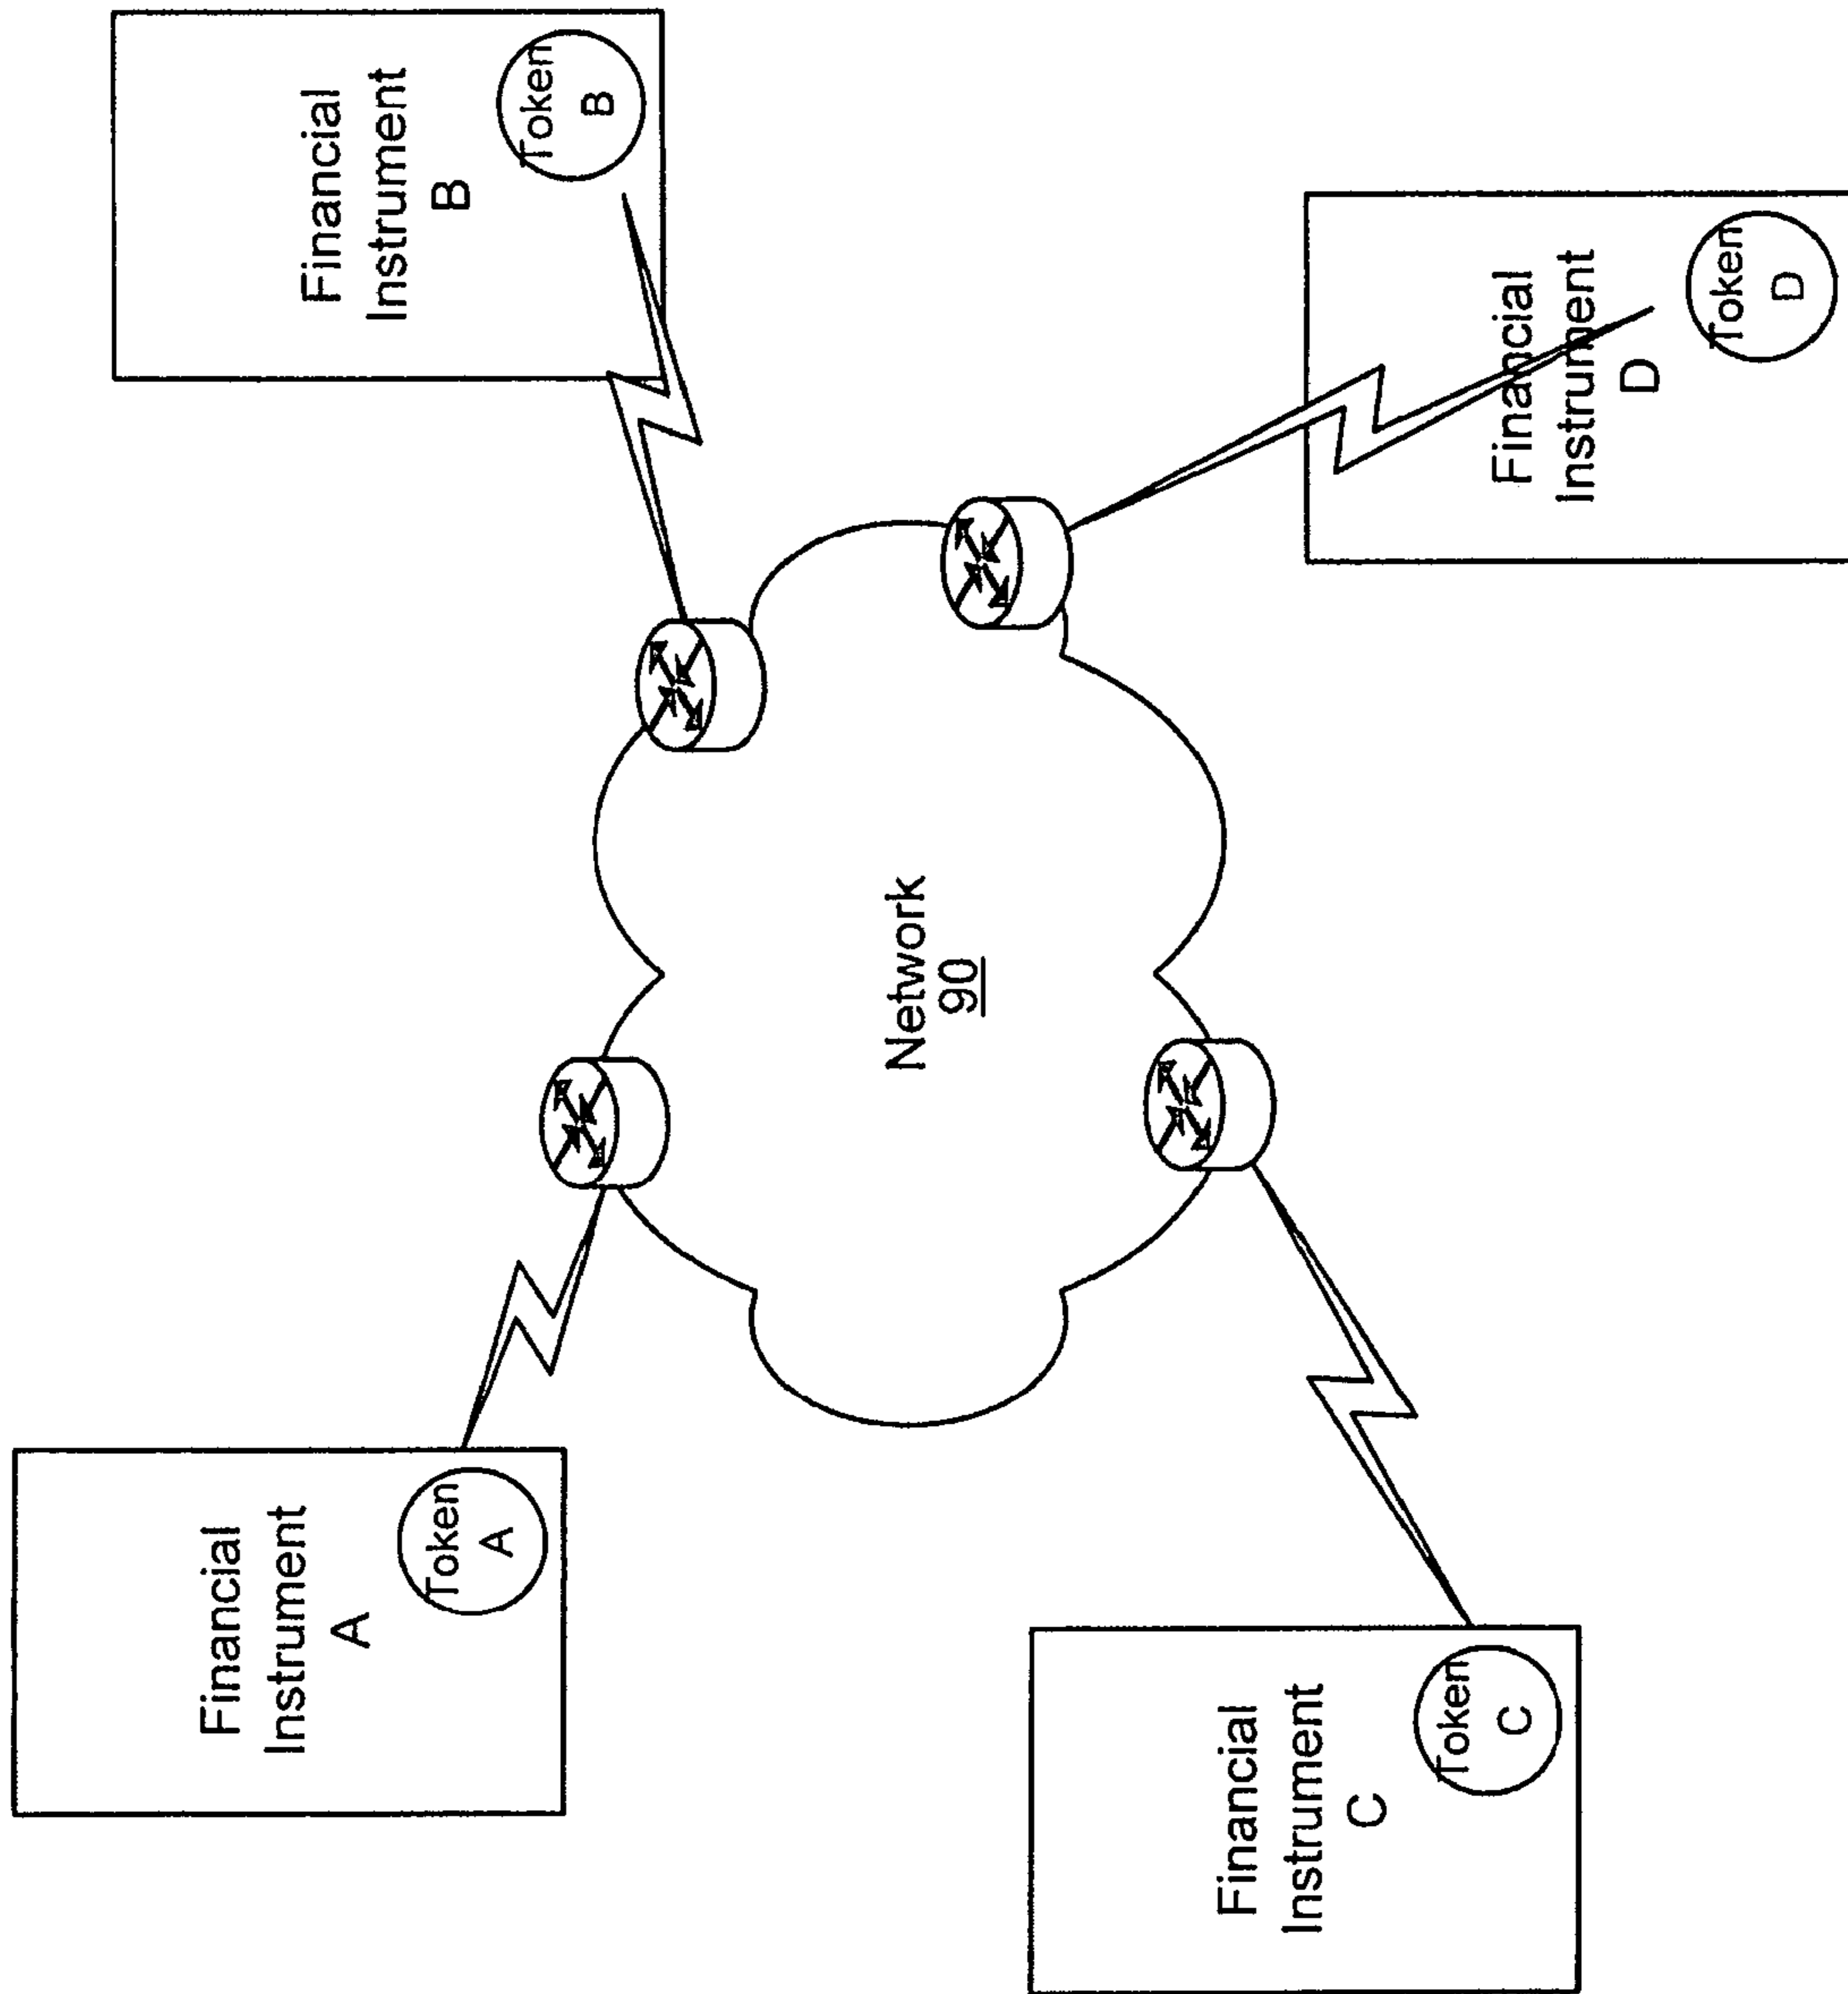 Financial
Instrument
A
Token
A
Financial
Instrument
B
Token
B
Network
90
Financial
Instrument
C
Token
C
Financial
Instrument
D
Token
D